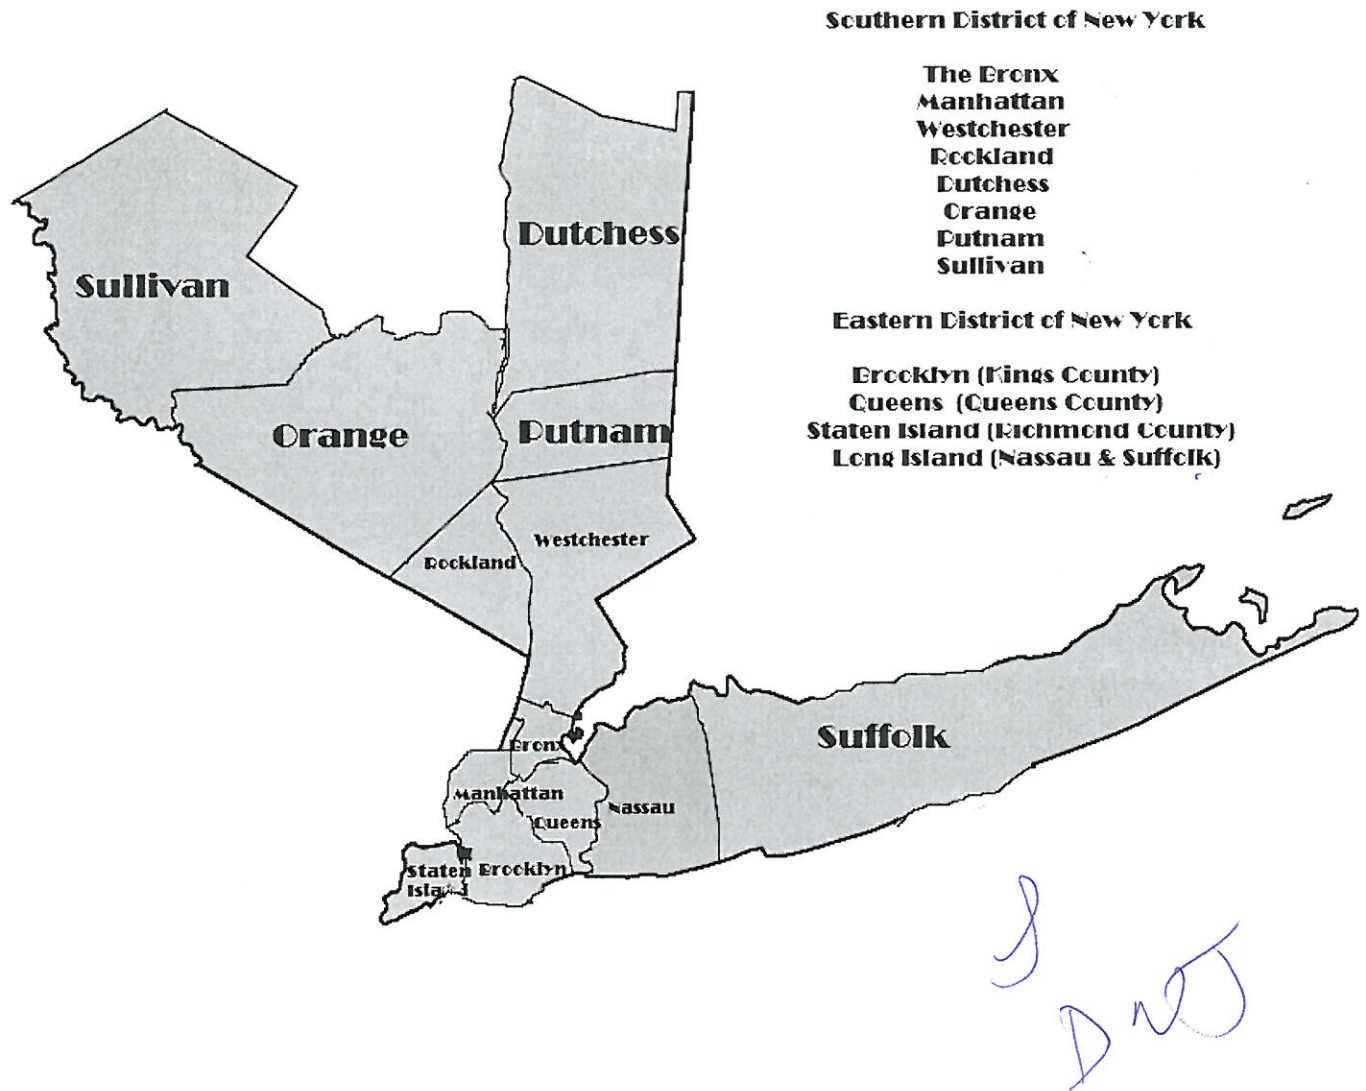 Southern District of New York
The Bronx
Manhattan
Westchester
Rockland
Dutchess
Orange
Putnam
Sullivan
Eastern District of New York
Brooklyn (Kings County)
Queens (Queens County)
Staten Island (Richmond County)
Long Island (Nassau & Suffolk)
Dutchess
Sullivan
Orange
Putnam
Westchester
Rockland
Suffolk
Bronx
Manhattan
Nassau
Queens
Staten
Island
Brooklyn